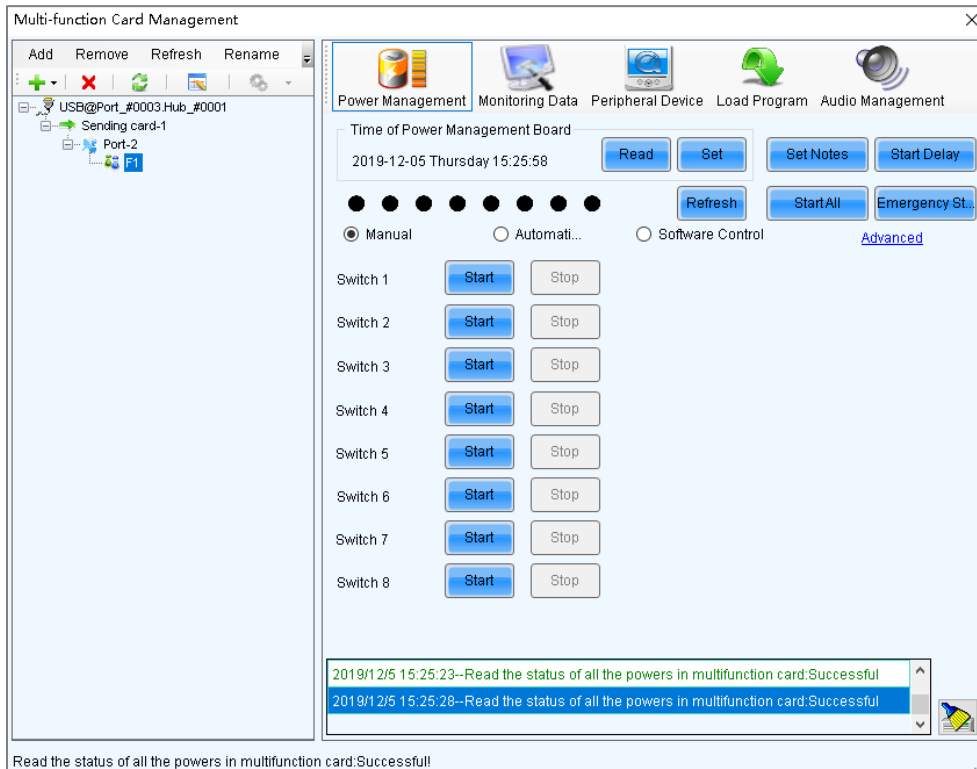 Multi-function Card Management
Add Remove Refresh Rename
USB@Port_#0003.Hub_#0001
Sending card-1
Port-2
F1
Power Management Monitoring Data Peripheral Device Load Program Audio Management
Time of Power Management Board
2019-12-05 Thursday 15:25:58 Read Set Set Notes Start Delay
Refresh Start All Emergency St...
Manual Automati... Software Control Advanced
Switch 1 Start Stop
Switch 2 Start Stop
Switch 3 Start Stop
Switch 4 Start Stop
Switch 5 Start Stop
Switch 6 Start Stop
Switch 7 Start Stop
Switch 8 Start Stop
2019/12/5 15:25:23--Read the status of all the powers in multifunction card:Successful
2019/12/5 15:25:28--Read the status of all the powers in multifunction card:Successful
Read the status of all the powers in multifunction card:Successful!